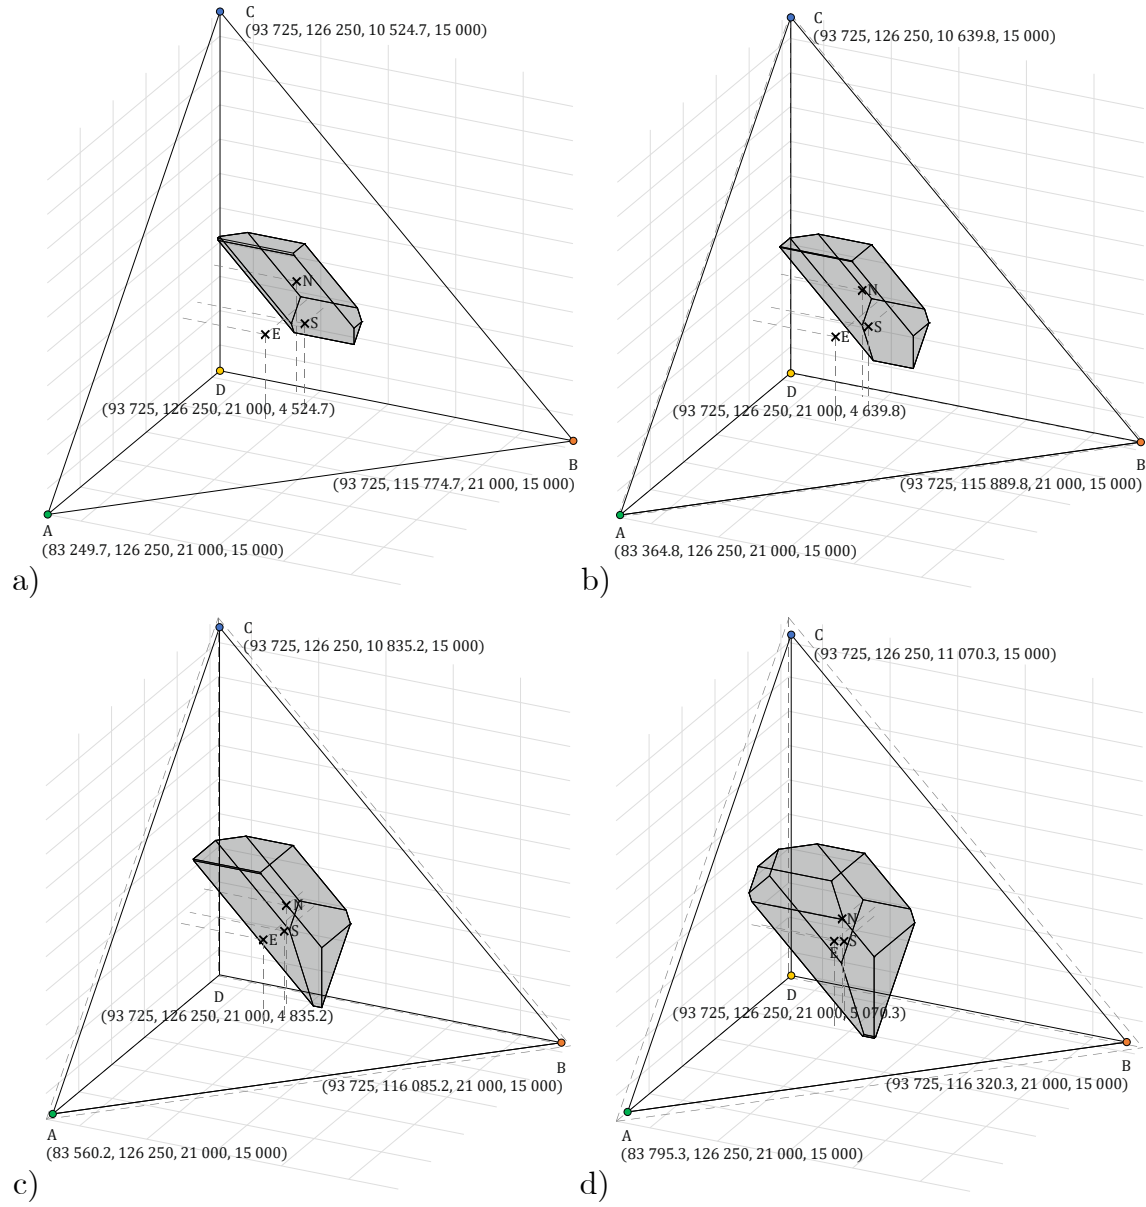 C
(93 725, 126 250, 10 524.7, 15 000)
N
S
E
D
(93 725, 126 250, 21 000, 4 524.7)
B
(93 725, 115 774.7, 21 000, 15 000)
A
(83 249.7, 126 250, 21 000, 15 000)
a)
C
(93 725, 126 250, 10 639.8, 15 000)
N
S
E
D
(93 725, 126 250, 21 000, 4 639.8)
B
(93 725, 115 889.8, 21 000, 15 000)
A
(83 364.8, 126 250, 21 000, 15 000)
b)
C
(93 725, 126 250, 10 835.2, 15 000)
N
S
E
D
(93 725, 126 250, 21 000, 4 835.2)
B
(93 725, 116 085.2, 21 000, 15 000)
A
(83 560.2, 126 250, 21 000, 15 000)
c)
C
(93 725, 126 250, 11 070.3, 15 000)
N
S
E
D
(93 725, 126 250, 21 000, 5 070.3)
B
(93 725, 116 320.3, 21 000, 15 000)
A
(83 795.3, 126 250, 21 000, 15 000)
d)